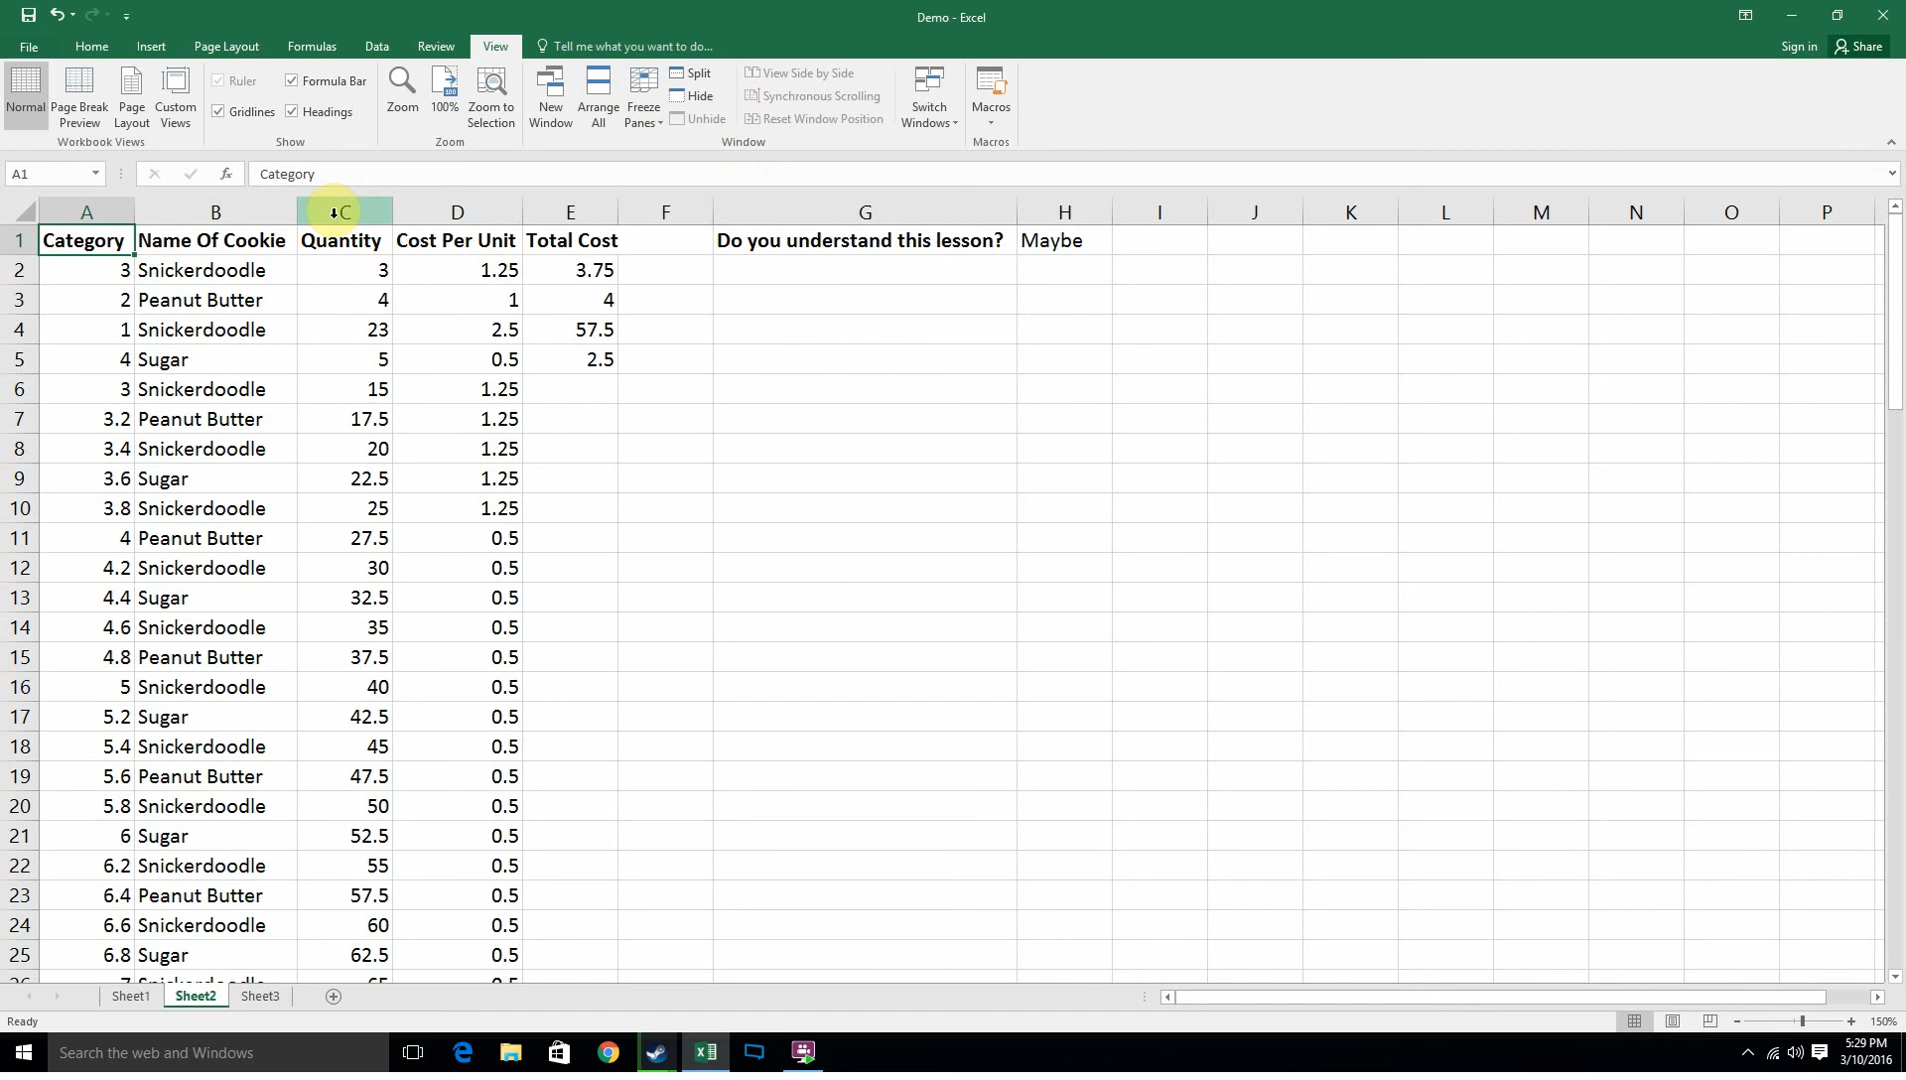 Demo - Excel
File Home Insert Page Layout Formulas Data Review View Tell me what you want to do... Sign in Share
Normal Page Break Preview Page Layout Custom Views
Ruler Formula Bar
Gridlines Headings
Zoom 100% Zoom to Selection
New Window Arrange All Freeze Panes
Split View Side by Side
Hide Synchronous Scrolling
Unhide Reset Window Position
Switch Windows Macros
Workbook Views Show Zoom Window Macros
A1 fx Category
A B C D E F G H I J K L M N O P
1 Category Name Of Cookie Quantity Cost Per Unit Total Cost Do you understand this lesson? Maybe
2 3 Snickerdoodle 3 1.25 3.75
3 2 Peanut Butter 4 1 4
4 1 Snickerdoodle 23 2.5 57.5
5 4 Sugar 5 0.5 2.5
6 3 Snickerdoodle 15 1.25
7 3.2 Peanut Butter 17.5 1.25
8 3.4 Snickerdoodle 20 1.25
9 3.6 Sugar 22.5 1.25
10 3.8 Snickerdoodle 25 1.25
11 4 Peanut Butter 27.5 0.5
12 4.2 Snickerdoodle 30 0.5
13 4.4 Sugar 32.5 0.5
14 4.6 Snickerdoodle 35 0.5
15 4.8 Peanut Butter 37.5 0.5
16 5 Snickerdoodle 40 0.5
17 5.2 Sugar 42.5 0.5
18 5.4 Snickerdoodle 45 0.5
19 5.6 Peanut Butter 47.5 0.5
20 5.8 Snickerdoodle 50 0.5
21 6 Sugar 52.5 0.5
22 6.2 Snickerdoodle 55 0.5
23 6.4 Peanut Butter 57.5 0.5
24 6.6 Snickerdoodle 60 0.5
25 6.8 Sugar 62.5 0.5
Sheet1 Sheet2 Sheet3
Ready 150%
Search the web and Windows
5:29 PM
3/10/2016